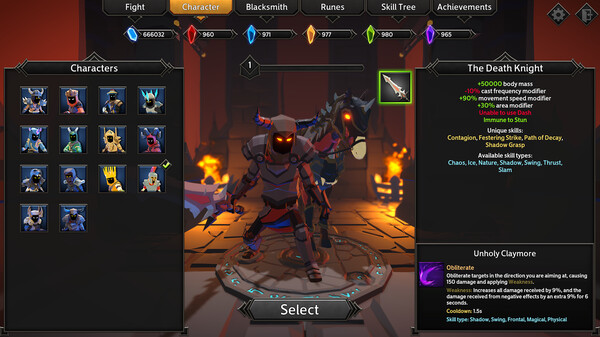 Fight Character Blacksmith Runes Skill Tree Achievements
666032 960 971 977 980 965
Characters
1
The Death Knight
+50000 body mass
-10% cast frequency modifier
+90% movement speed modifier
+30% area modifier
Unable to use Dash
Immune to Stun
Unique skills:
Contagion, Festering Strike, Path of Decay,
Shadow Grasp
Available skill types:
Chaos, Ice, Nature, Shadow, Swing, Thrust,
Slam
Unholy Claymore
Obliterate
Obliterate targets in the direction you are aiming at, causing
150 damage and applying Weakness.
Weakness: Increases all damage received by 9%, and the
damage received from negative effects by an extra 9% for 6
seconds.
Cooldown: 1.5s
Skill type: Shadow, Swing, Frontal, Magical, Physical
Select